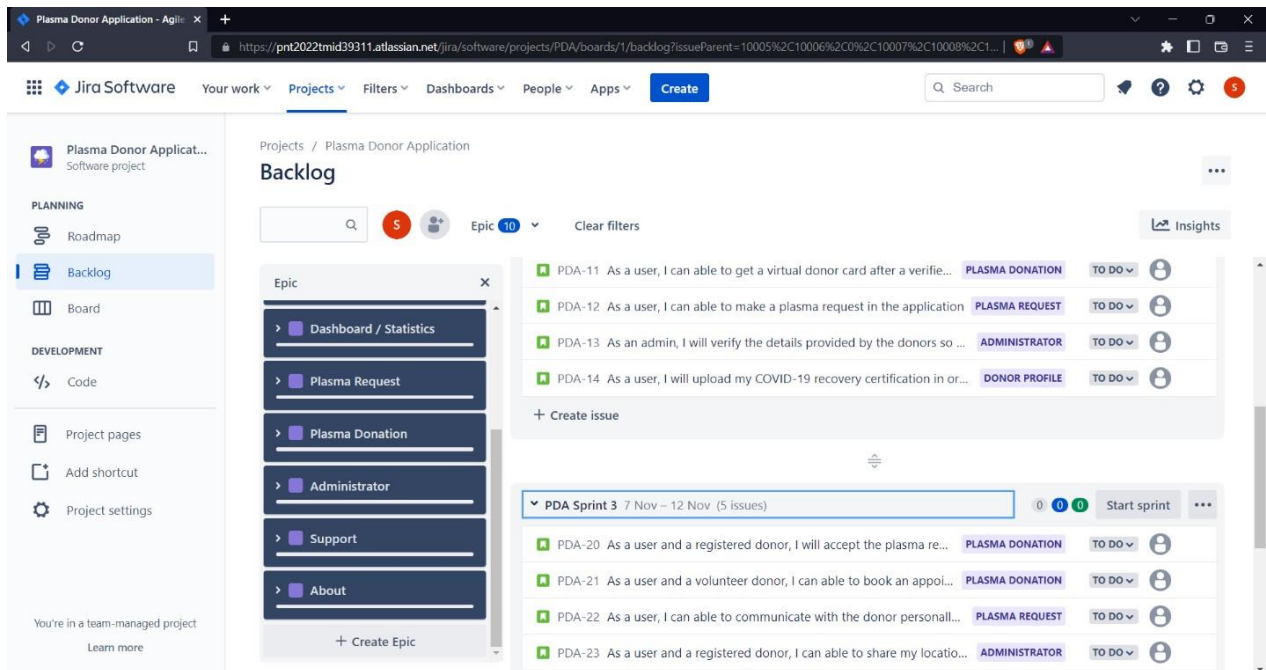 Plasma Donor Application - Agile
https://pnt2022tmid39311.atlassian.net/jira/software/projects/PDA/boards/1/backlog?issueParent=10005%2C10006%2C0%2C10007%2C10008%2C1...
Jira Software Your work Projects Filters Dashboards People Apps Create Search S
Plasma Donor Applicat...
Software project
PLANNING
Roadmap
Backlog
Board
DEVELOPMENT
Code
Project pages
Add shortcut
Project settings
You're in a team-managed project
Learn more
Projects / Plasma Donor Application
Backlog
S Epic 10 Clear filters Insights
Epic
Dashboard / Statistics
Plasma Request
Plasma Donation
Administrator
Support
About
+ Create Epic
PDA-11 As a user, I can able to get a virtual donor card after a verifie... PLASMA DONATION TO DO
PDA-12 As a user, I can able to make a plasma request in the application PLASMA REQUEST TO DO
PDA-13 As an admin, I will verify the details provided by the donors so ... ADMINISTRATOR TO DO
PDA-14 As a user, I will upload my COVID-19 recovery certification in or... DONOR PROFILE TO DO
+ Create issue
PDA Sprint 3 7 Nov – 12 Nov (5 issues) 0 0 0 Start sprint
PDA-20 As a user and a registered donor, I will accept the plasma re... PLASMA DONATION TO DO
PDA-21 As a user and a volunteer donor, I can able to book an appoi... PLASMA DONATION TO DO
PDA-22 As a user, I can able to communicate with the donor personall... PLASMA REQUEST TO DO
PDA-23 As a user and a registered donor, I can able to share my locatio... ADMINISTRATOR TO DO